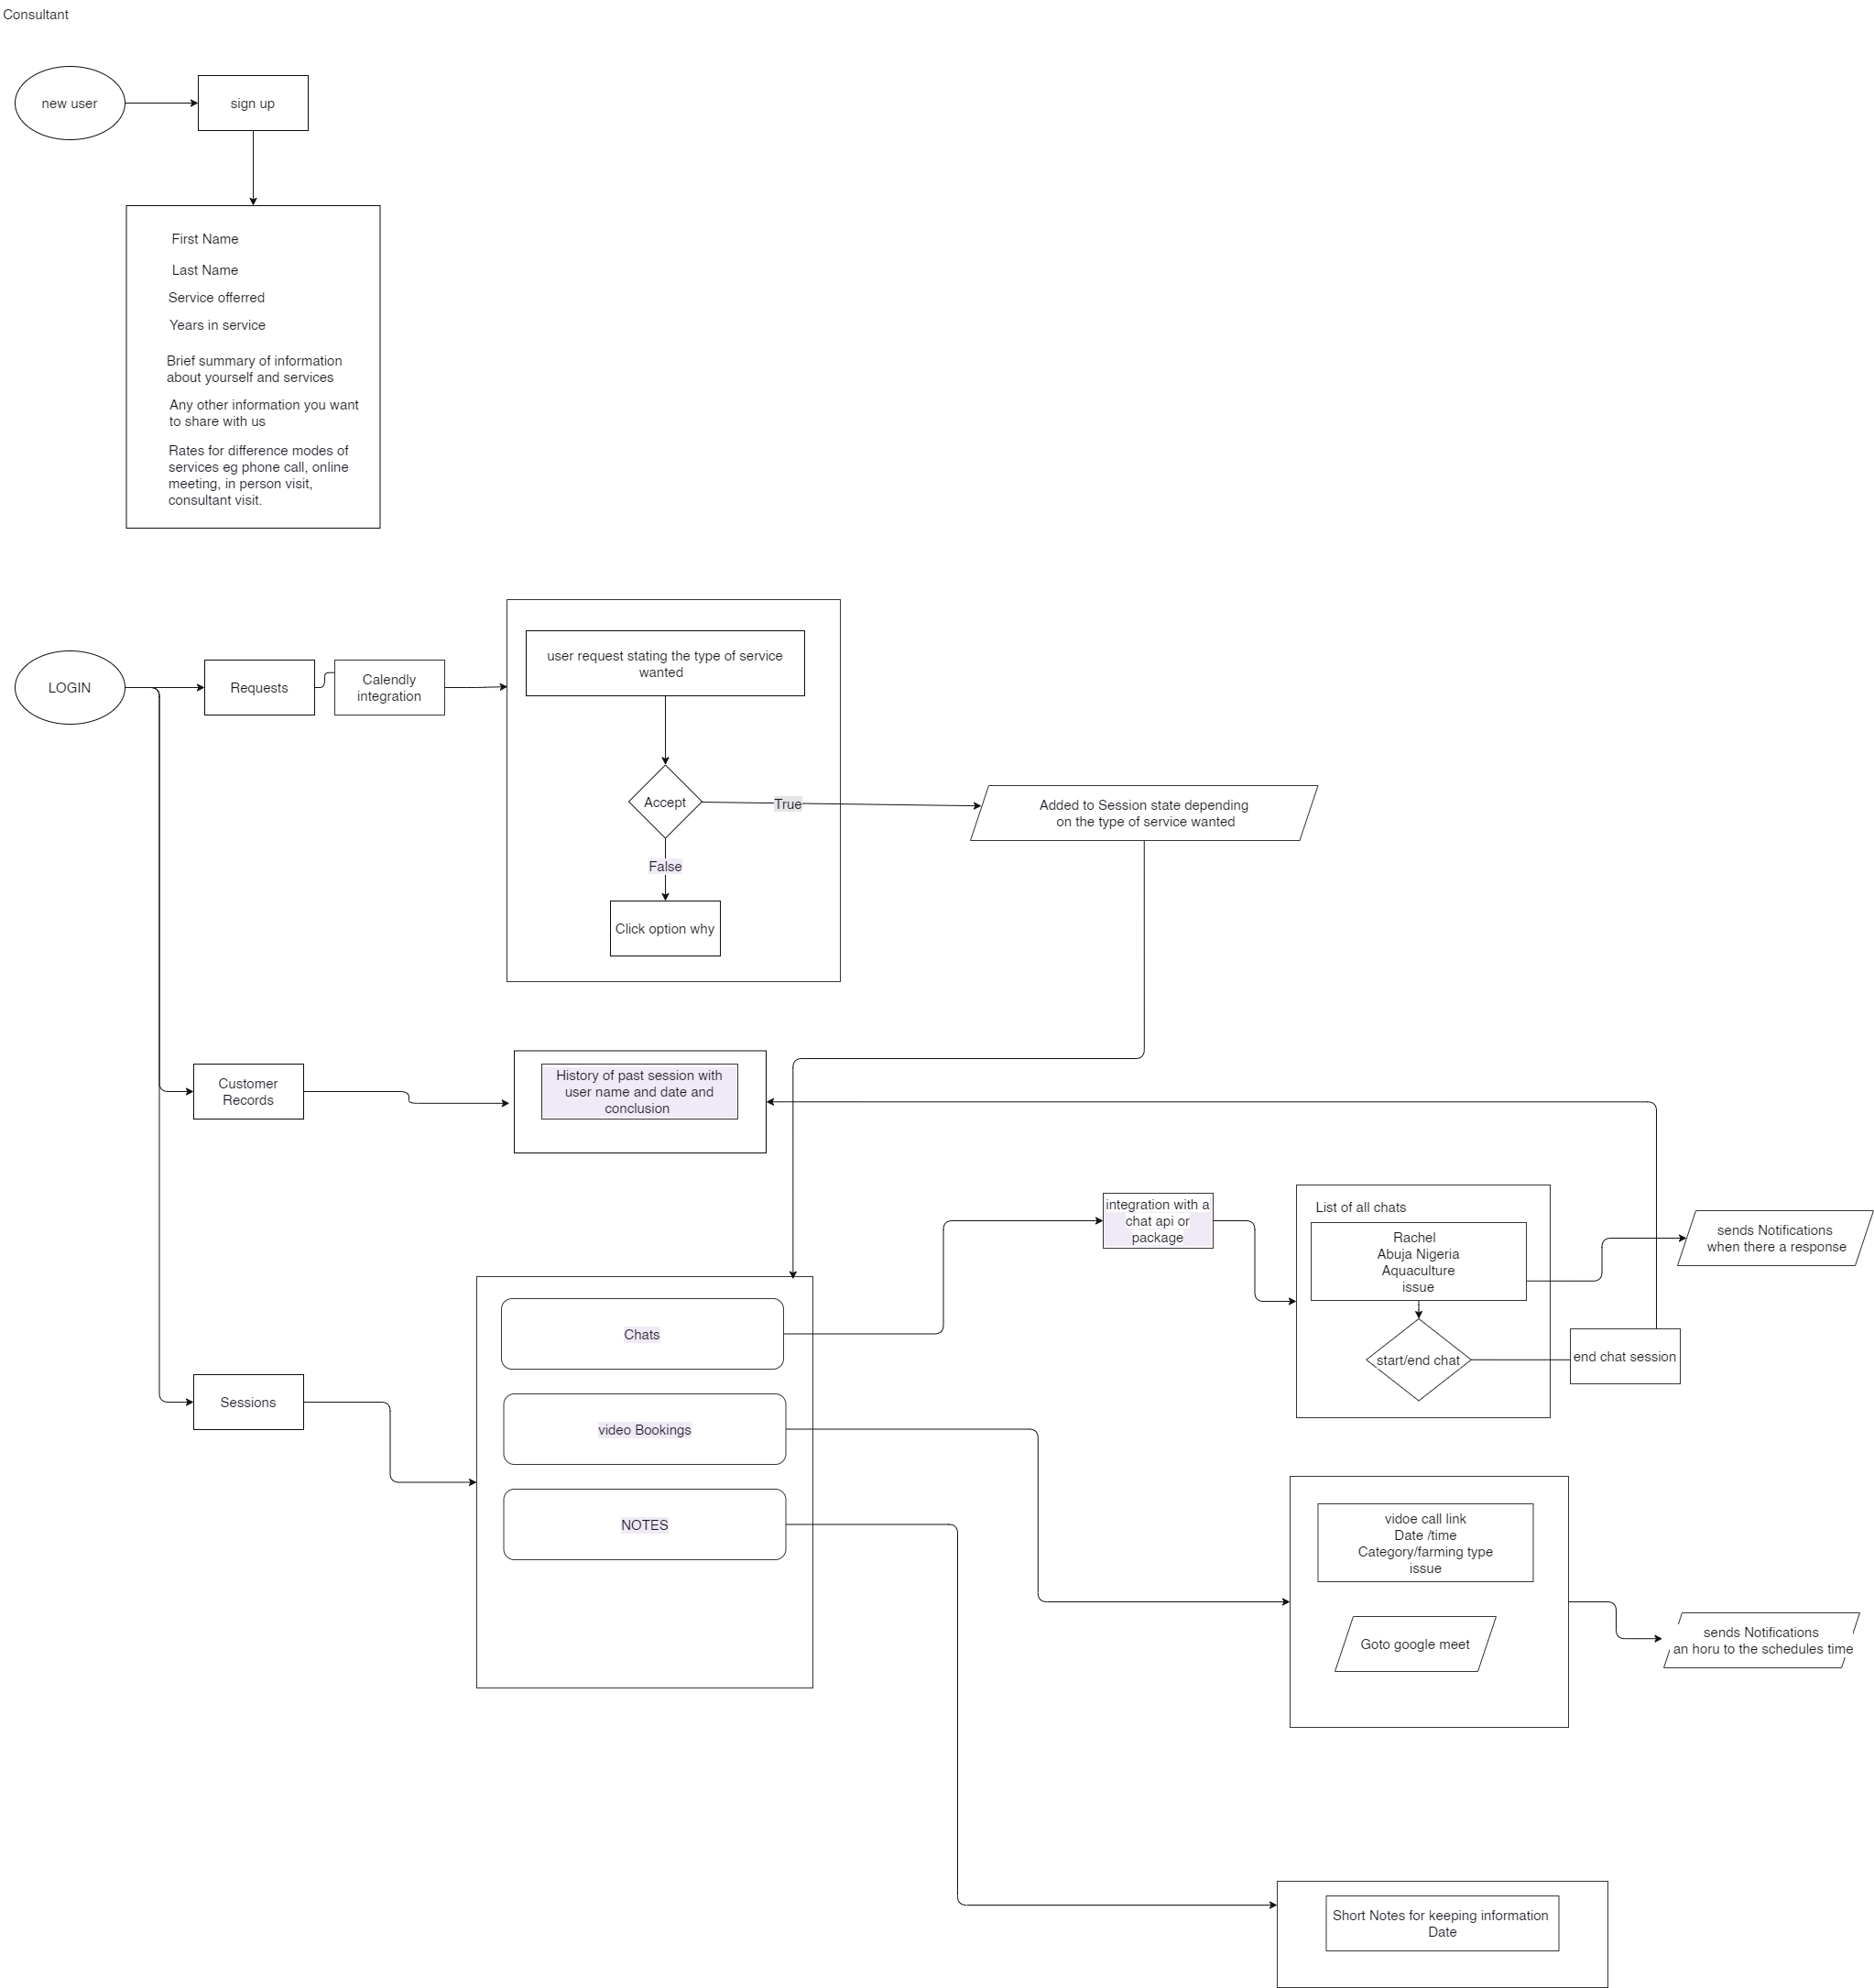 Consultant
new user
sign up
First Name
Last Name
Service offerred
Years in service
Brief summary of information
about yourself and services
Any other information you want
to share with us
Rates for difference modes of
services eg phone call, online
meeting, in person visit,
consultant visit.
LOGIN
Requests
Calendly
integration
user request stating the type of service
wanted
Accept
True
False
Click option why
Added to Session state depending
on the type of service wanted
Customer
Records
History of past session with
user name and date and
conclusion
integration with a
chat api or
package
List of all chats
Rachel
Abuja Nigeria
Aquaculture
issue
start/end chat
end chat session
sends Notifications
when there a response
Sessions
Chats
video Bookings
NOTES
vidoe call link
Date /time
Category/farming type
issue
Goto google meet
sends Notifications
an horu to the schedules time
Short Notes for keeping information
Date